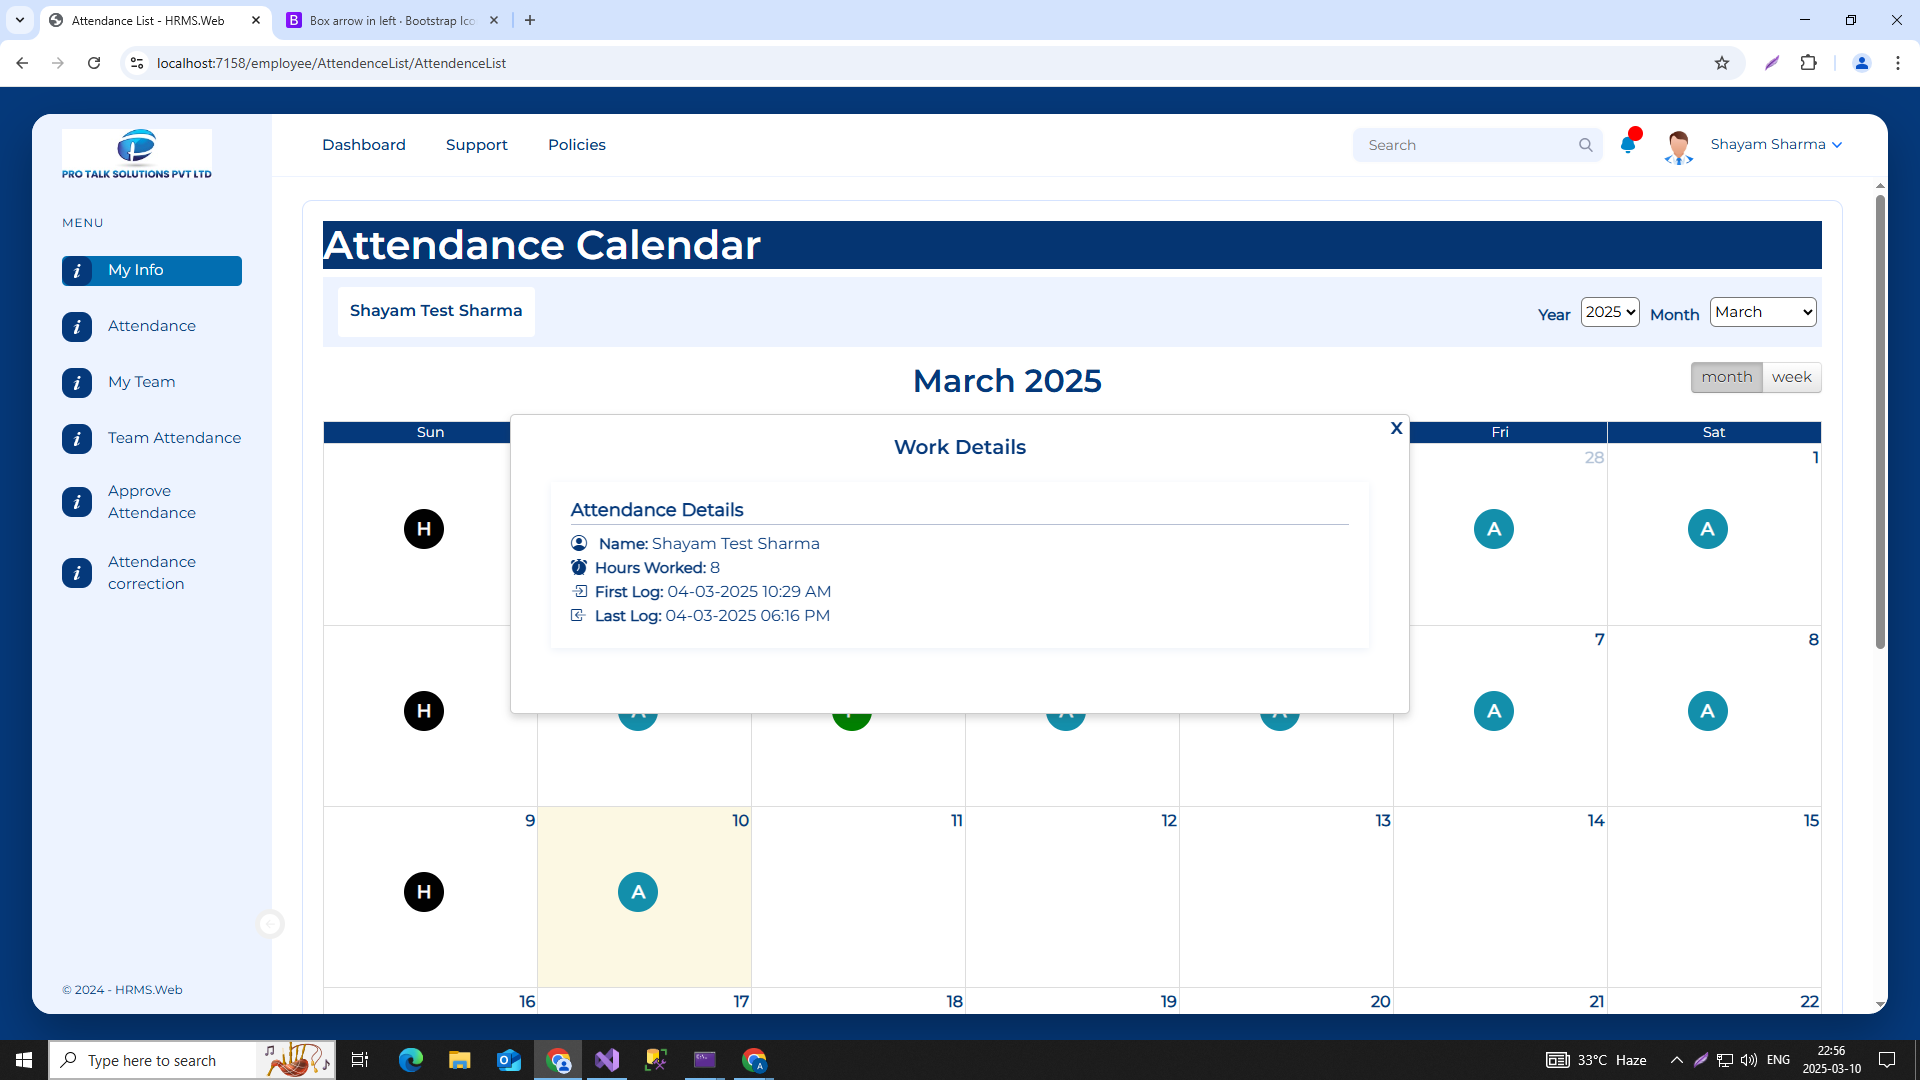 Attendance List - HRMS.Web
Box arrow in left · Bootstrap Ico
localhost:7158/employee/AttendenceList/AttendenceList
PRO TALK SOLUTIONS PVT LTD
Dashboard Support Policies
Search
Shayam Sharma
MENU
My Info
Attendance
My Team
Team Attendance
Approve
Attendance
Attendance
correction
© 2024 - HRMS.Web
Attendance Calendar
Shayam Test Sharma
Year 2025 Month March
March 2025
month week
Sun Fri Sat
28 1
H A A
X
Work Details
Attendance Details
Name: Shayam Test Sharma
Hours Worked: 8
First Log: 04-03-2025 10:29 AM
Last Log: 04-03-2025 06:16 PM
7 8
H A A
9 10 11 12 13 14 15
H A
16 17 18 19 20 21 22
Type here to search
33°C Haze
ENG
22:56
2025-03-10